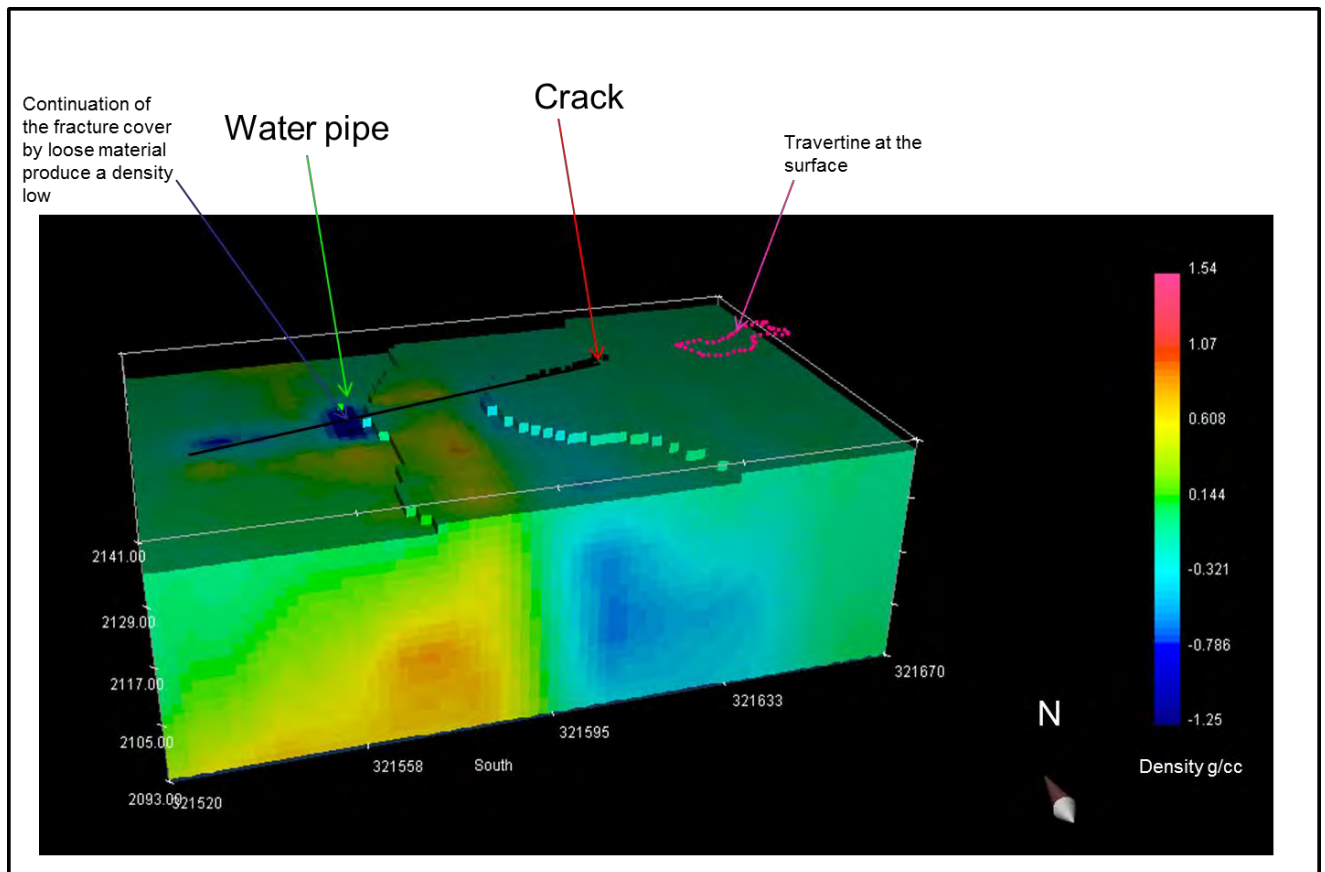 Continuation of
the fracture cover
by loose material
produce a density
low
Water pipe
Crack
Travertine at the
surface
1.54
1.07
0.608
0.144
-0.321
-0.786
-1.25
Density g/cc
2141.00
2129.00
2117.00
2105.00
2093.00
321520
321558
South
321595
321633
321670
N